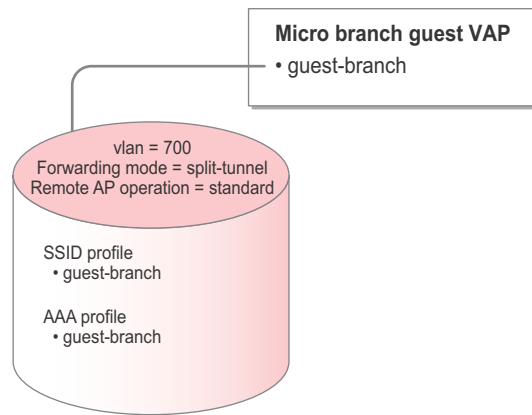 Micro branch guest VAP
• guest-branch
vlan = 700
Forwarding mode = split-tunnel
Remote AP operation = standard
SSID profile
• guest-branch
AAA profile
• guest-branch